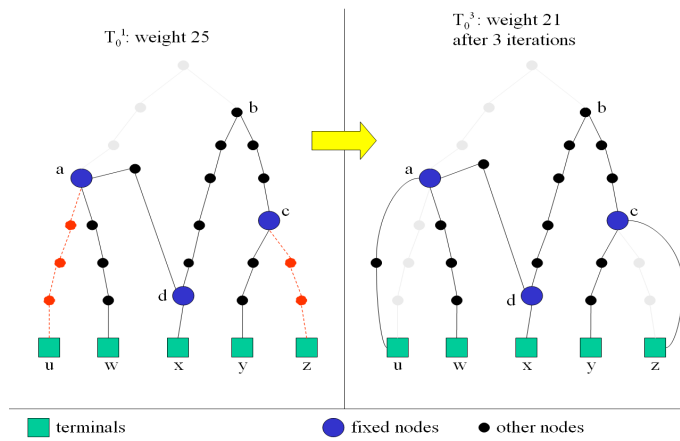 T₀¹: weight 25
T₀³: weight 21
after 3 iterations
b
b
a
a
c
c
d
d
u w x y z
u w x y z
terminals fixed nodes other nodes